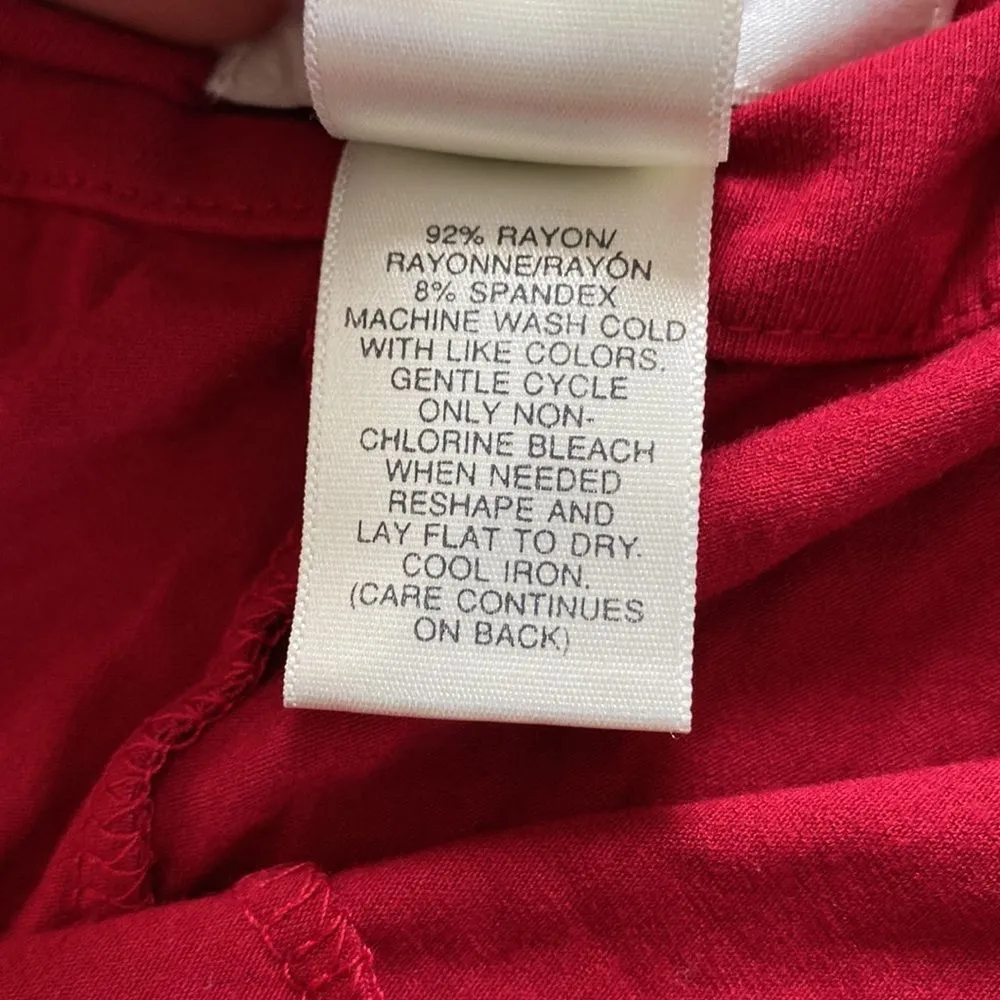 92% RAYON/
RAYONNE/RAYÓN
8% SPANDEX
MACHINE WASH COLD
WITH LIKE COLORS.
GENTLE CYCLE
ONLY NON-
CHLORINE BLEACH
WHEN NEEDED
RESHAPE AND
LAY FLAT TO DRY.
COOL IRON.
(CARE CONTINUES
ON BACK)